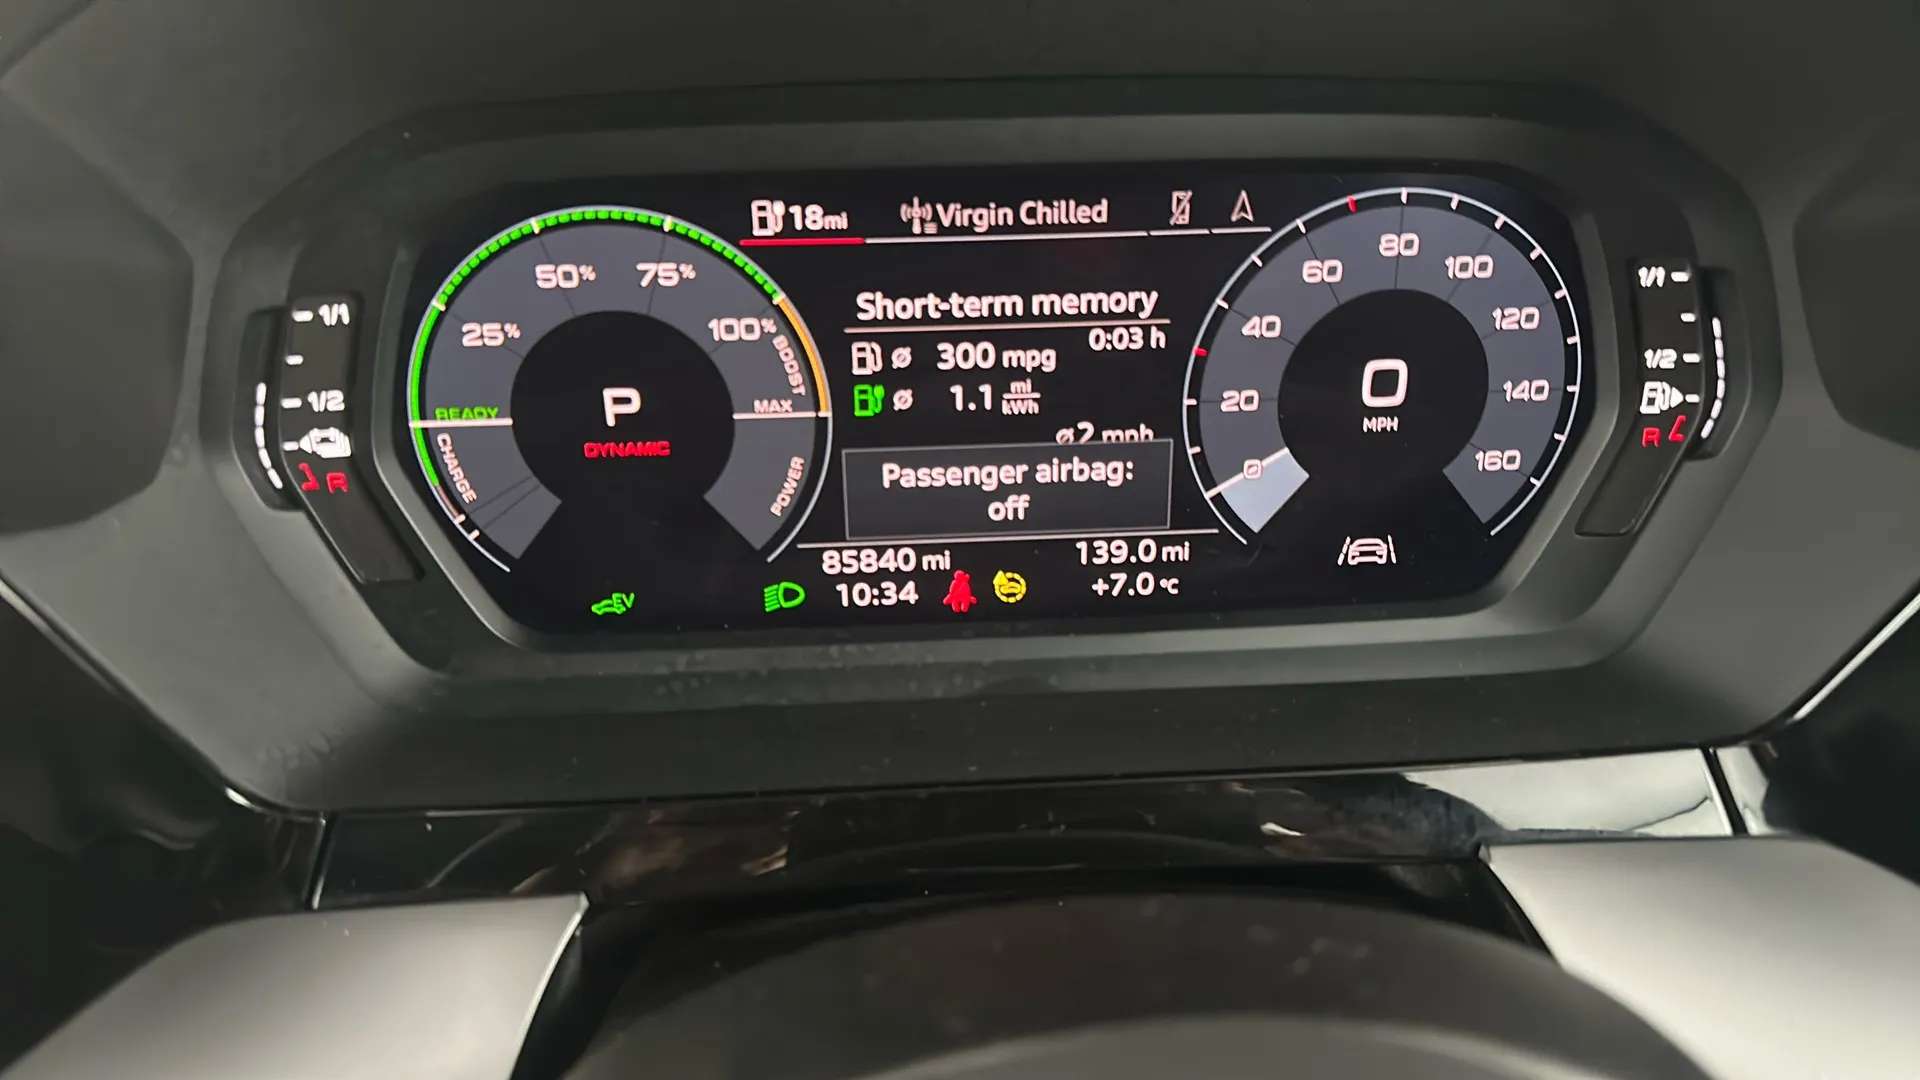 18mi
Virgin Chilled
Short-term memory
0:03 h
ø 300 mpg
ø 1.1 mi/kWh
ø2 mph
Passenger airbag:
off
85840 mi
139.0 mi
10:34
+7.0 °C
25%
50%
75%
100%
BOOST
MAX
POWER
READY
CHARGE
P
DYNAMIC
EV
0
20
40
60
80
100
120
140
160
0
MPH
1/1
1/2
R
1/1
1/2
R